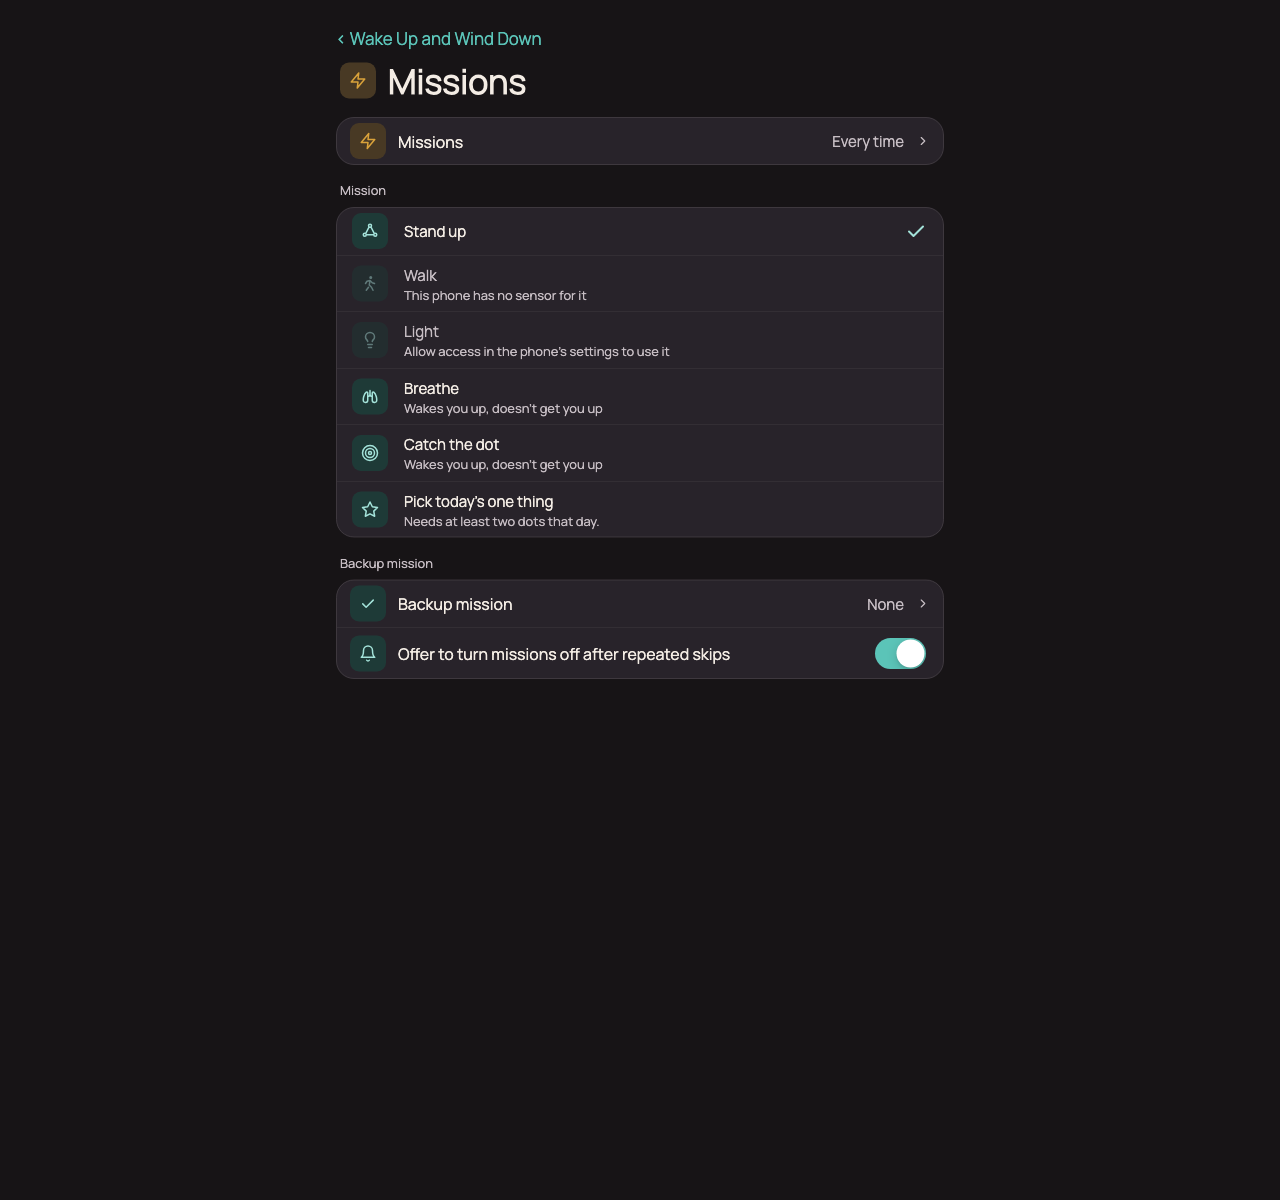 Wake Up and Wind Down
Missions
Missions
Every time
Mission
Stand up
Walk
This phone has no sensor for it
Light
Allow access in the phone's settings to use it
Breathe
Wakes you up, doesn't get you up
Catch the dot
Wakes you up, doesn't get you up
Pick today's one thing
Needs at least two dots that day.
Backup mission
Backup mission
None
Offer to turn missions off after repeated skips